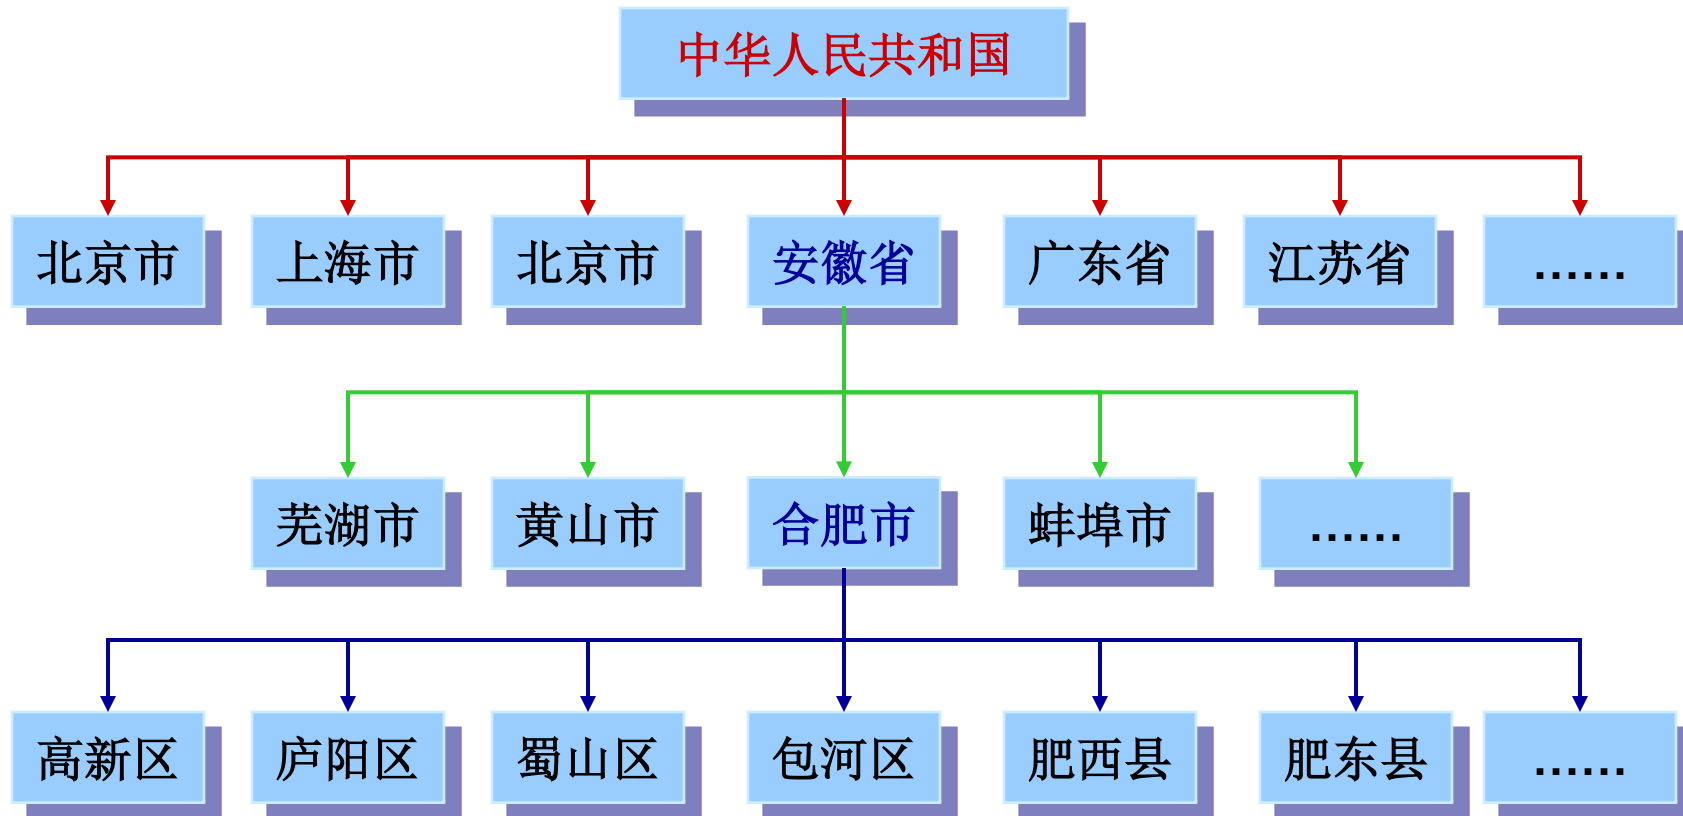 中华人民共和国
北京市 上海市 北京市 安徽省 广东省 江苏省 ......
芜湖市 黄山市 合肥市 蚌埠市 ......
高新区 庐阳区 蜀山区 包河区 肥西县 肥东县 ......